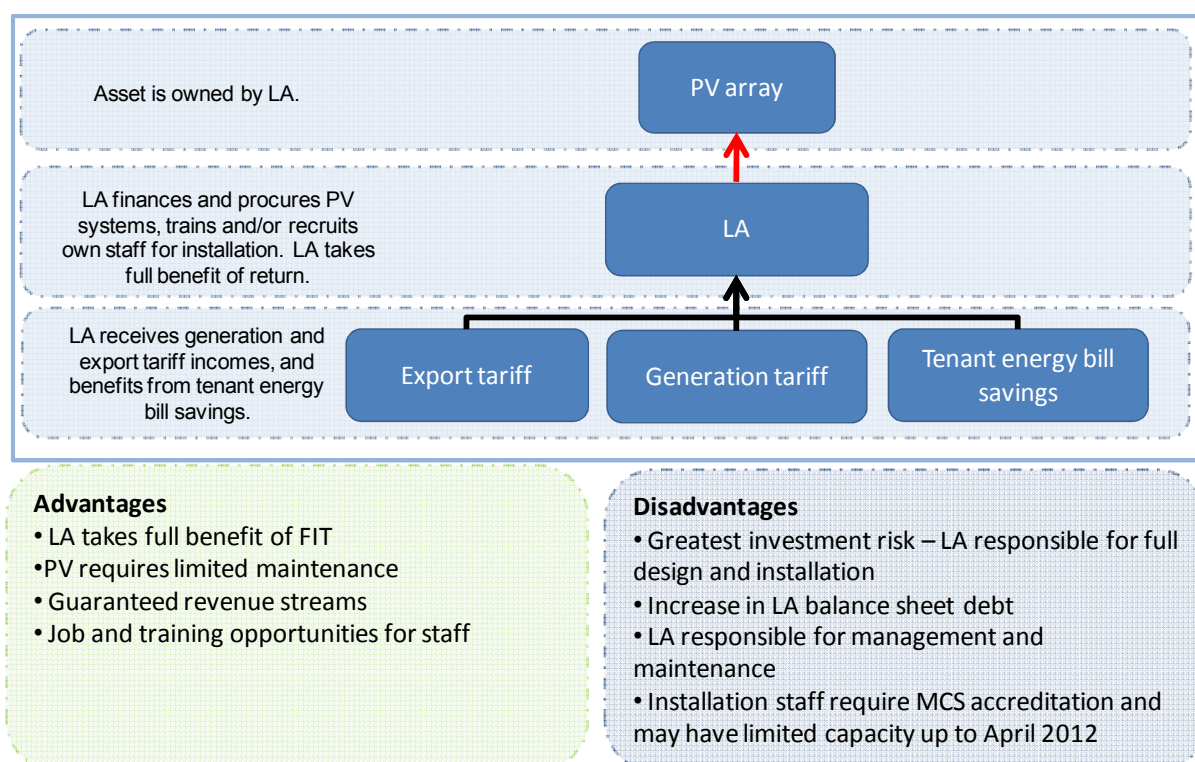 Asset is owned by LA.
PV array
LA finances and procures PV
systems, trains and/or recruits
own staff for installation.  LA takes
full benefit of return.
LA
LA receives generation and
export tariff incomes, and
benefits from tenant energy
bill savings.
Export tariff
Generation tariff
Tenant energy bill
savings
Advantages
• LA takes full benefit of FIT
•PV requires limited maintenance
• Guaranteed revenue streams
• Job and training opportunities for staff
Disadvantages
• Greatest investment risk – LA responsible for full
design and installation
• Increase in LA balance sheet debt
• LA responsible for management and
maintenance
• Installation staff require MCS accreditation and
may have limited capacity up to April 2012